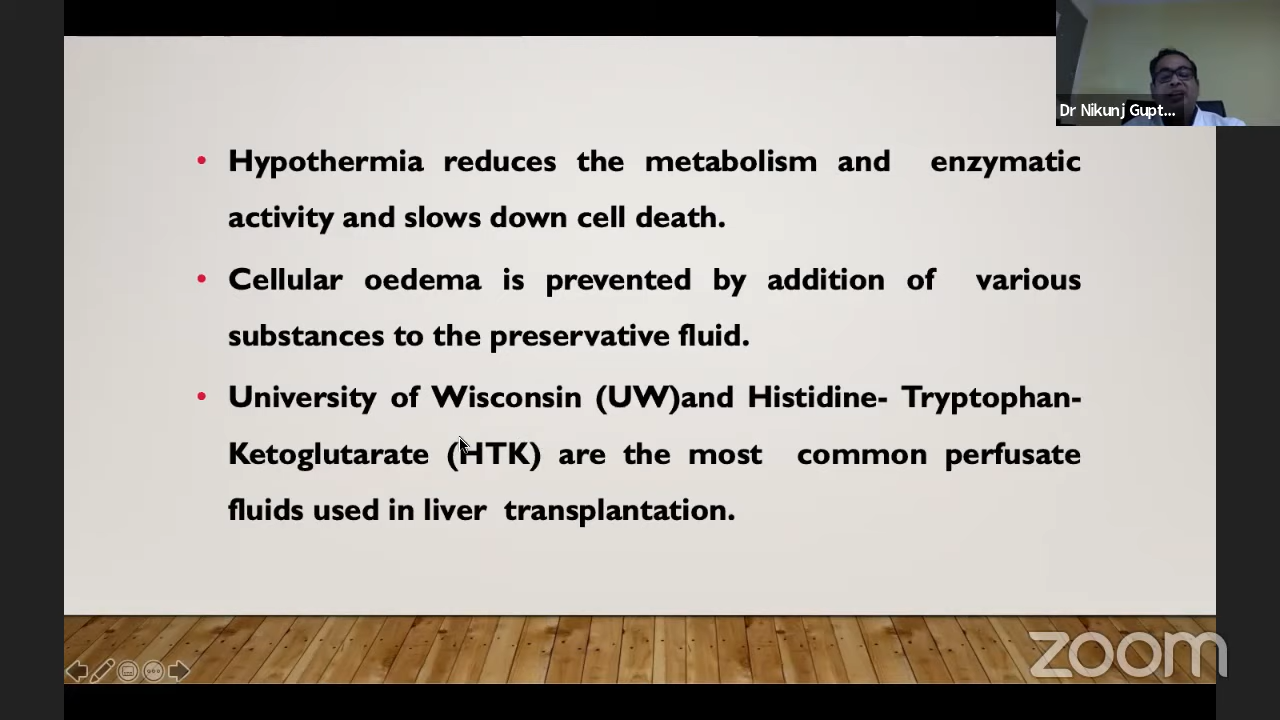 Dr Nikunj Gupt...
• Hypothermia reduces the metabolism and enzymatic
activity and slows down cell death.
• Cellular oedema is prevented by addition of various
substances to the preservative fluid.
• University of Wisconsin (UW)and Histidine- Tryptophan-
Ketoglutarate (HTK) are the most common perfusate
fluids used in liver transplantation.
zoom